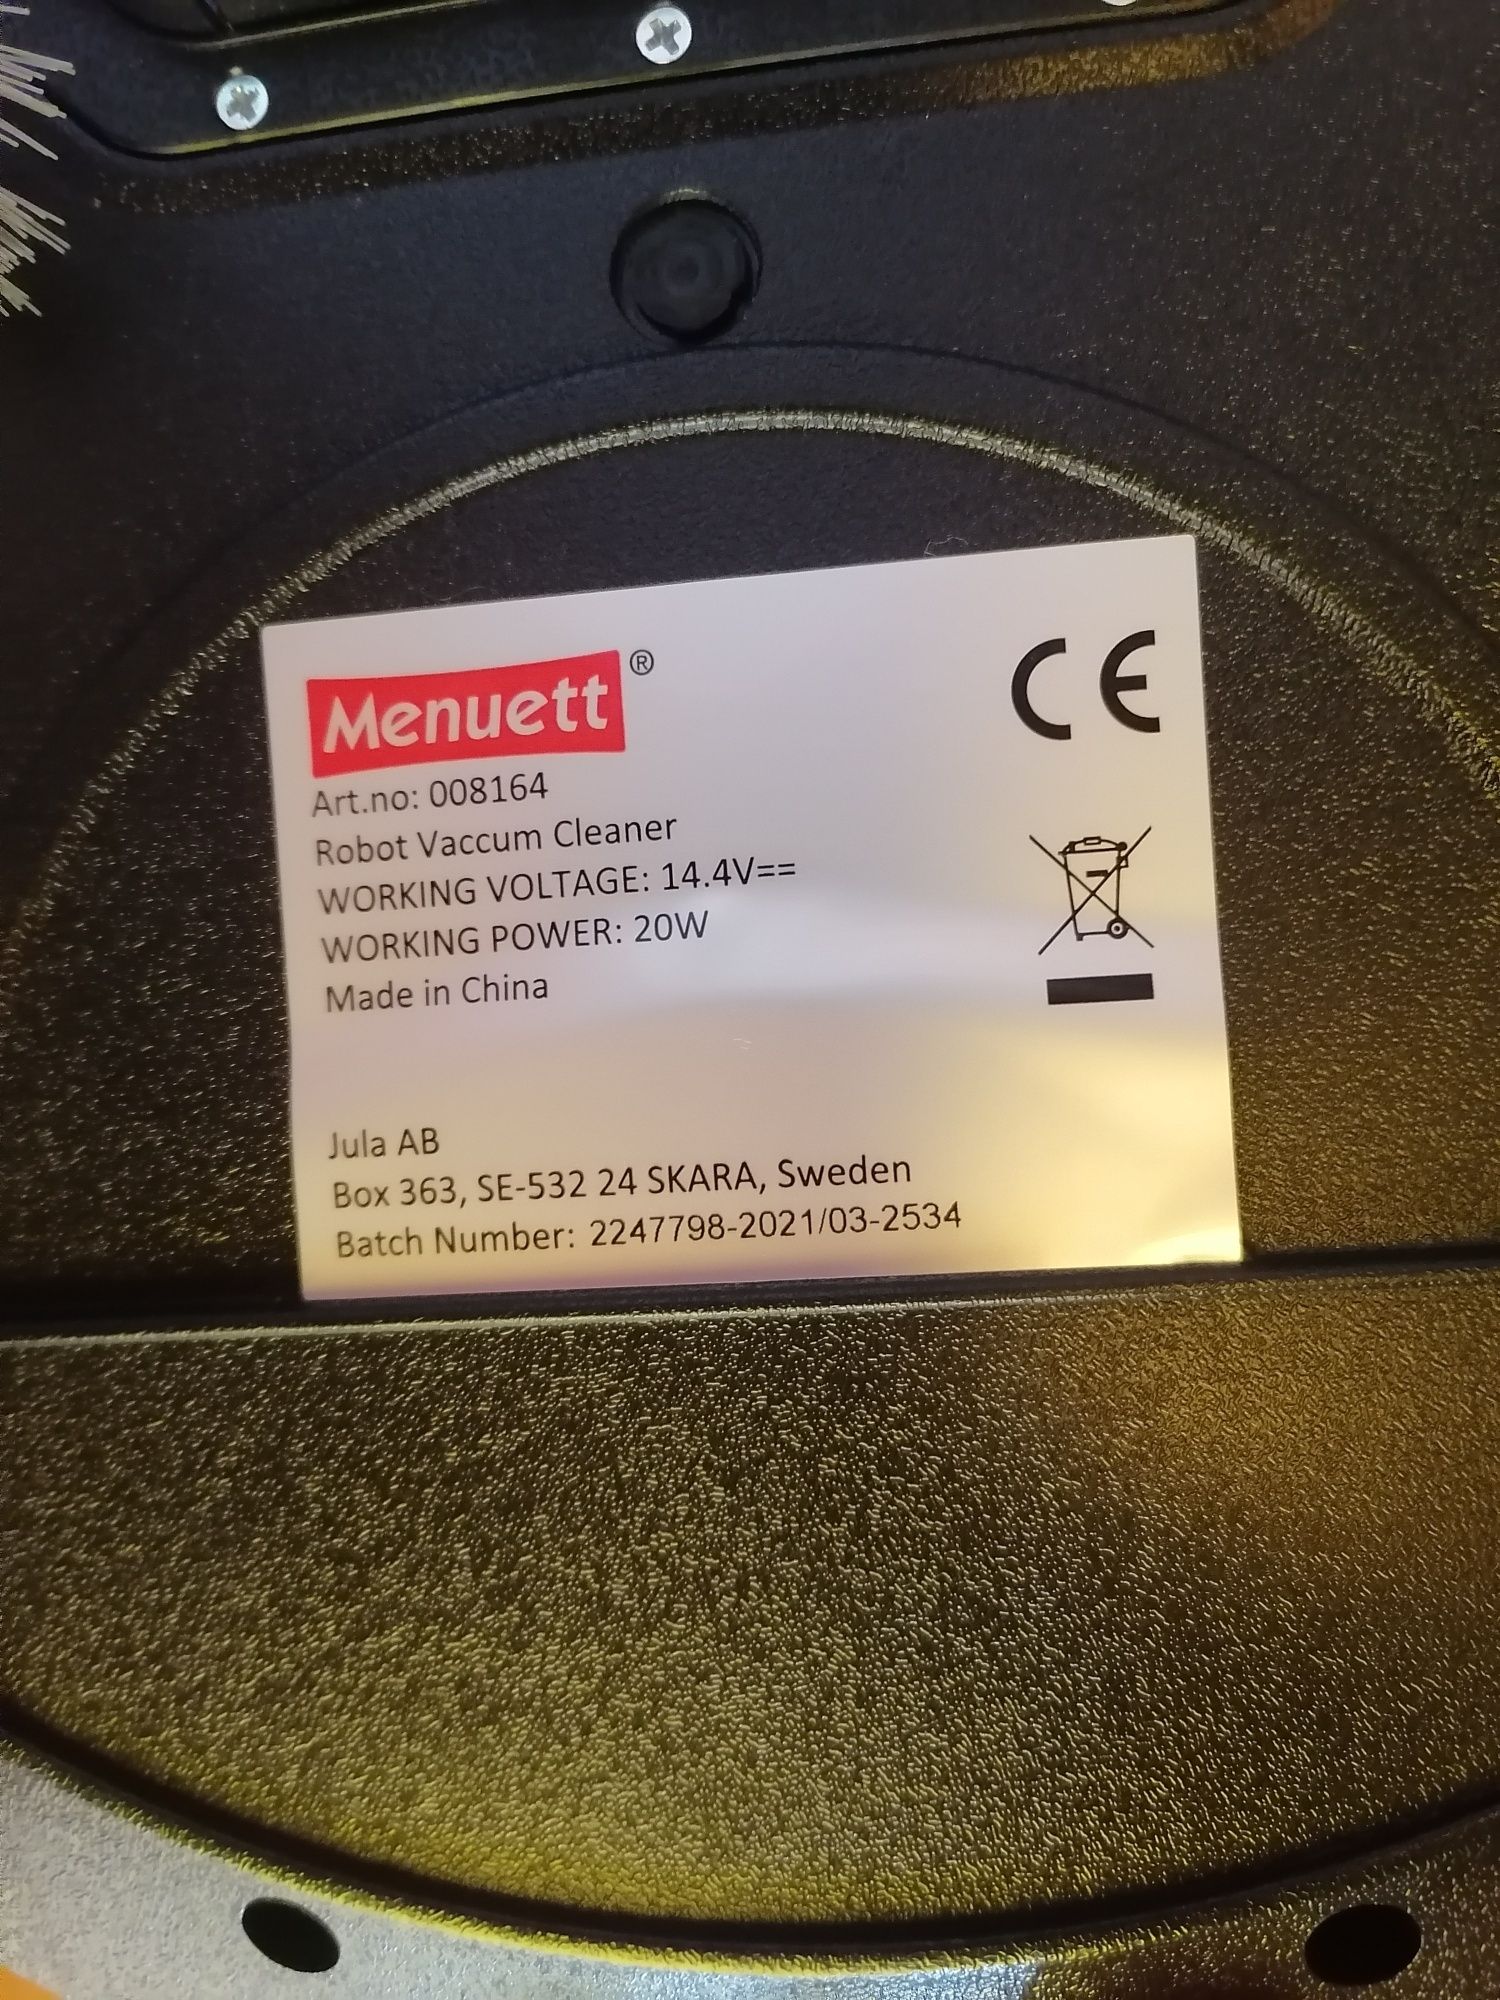 Menuett®
CE
Art.no: 008164
Robot Vaccum Cleaner
WORKING VOLTAGE: 14.4V==
WORKING POWER: 20W
Made in China
Jula AB
Box 363, SE-532 24 SKARA, Sweden
Batch Number: 2247798-2021/03-2534